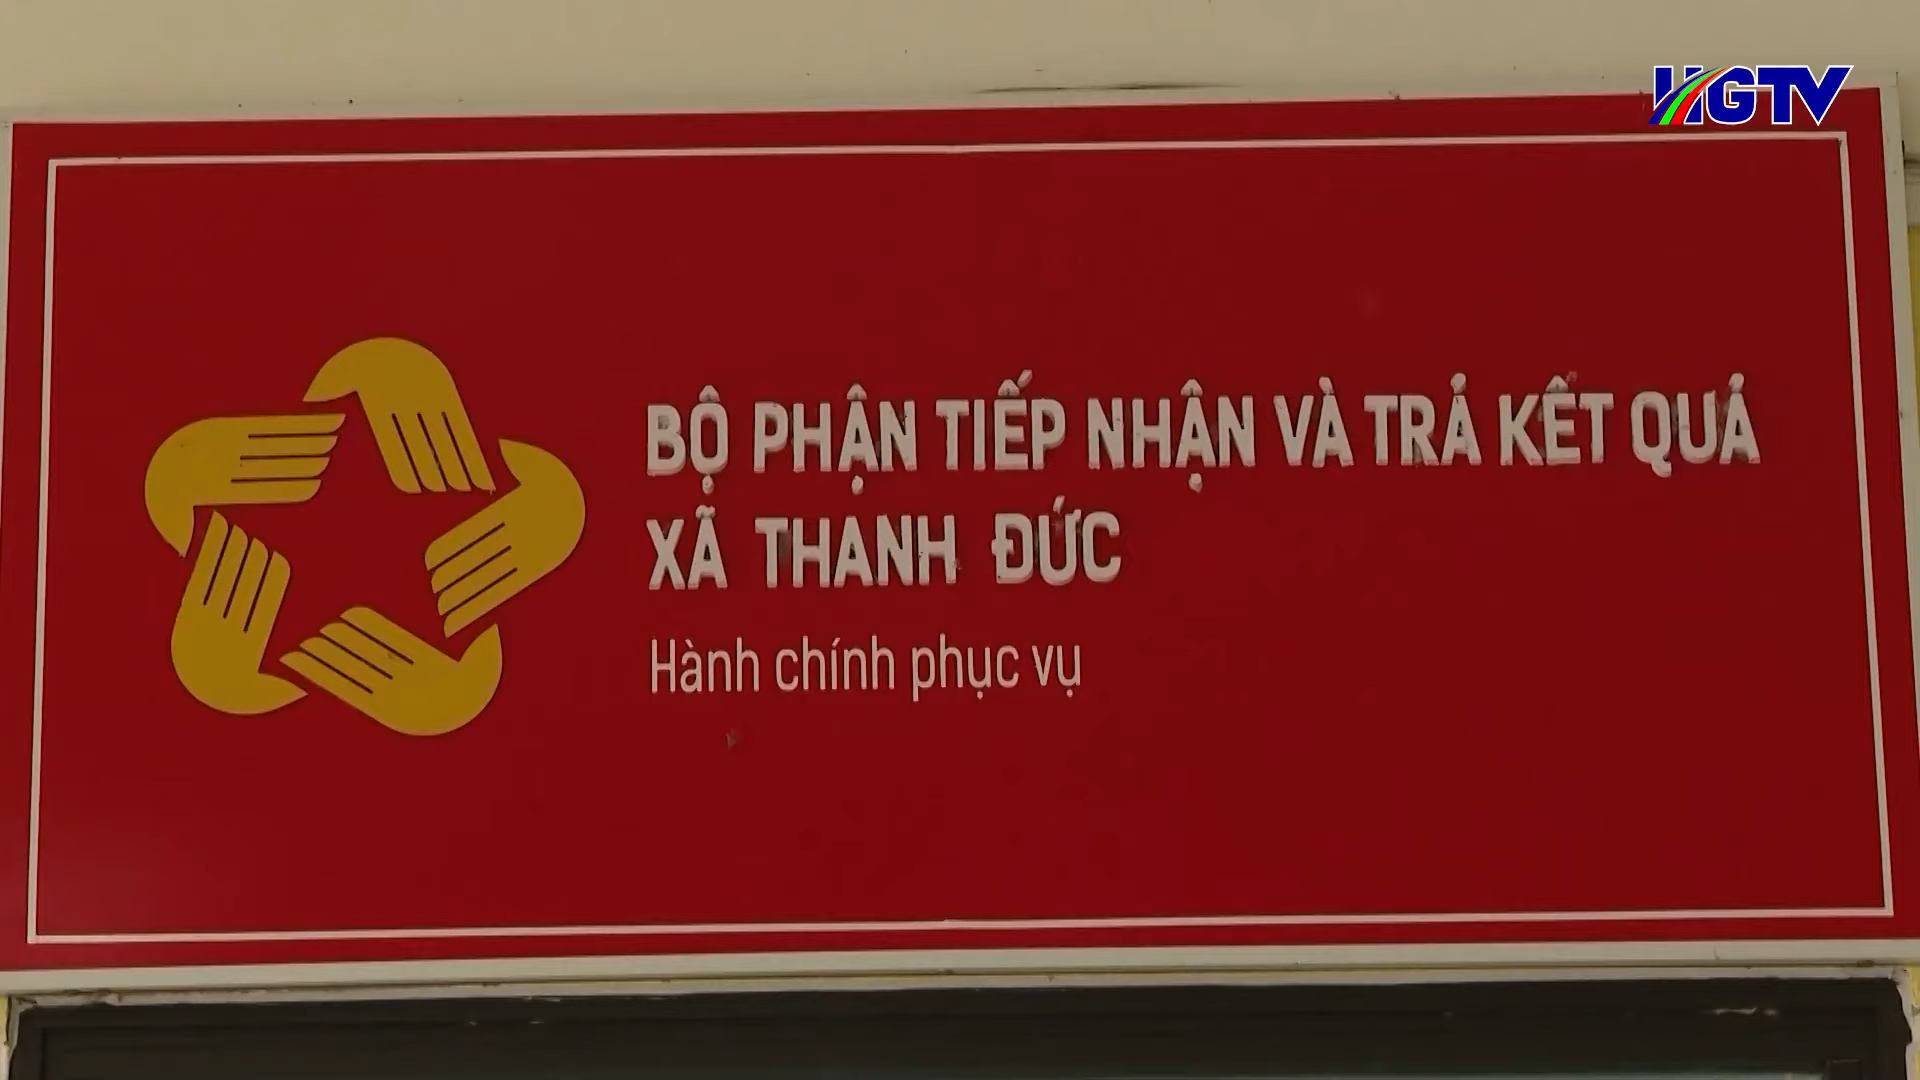 HGTV
BỘ PHẬN TIẾP NHẬN VÀ TRẢ KẾT QUẢ
XÃ THANH ĐỨC
Hành chính phục vụ